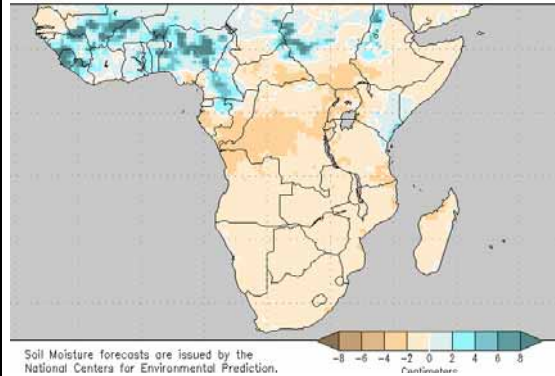 Soil Moisture forecasts are issued by the
National Centers for Environmental Prediction.
-8 -6 -4 -2 0 2 4 6 8
Centimeters